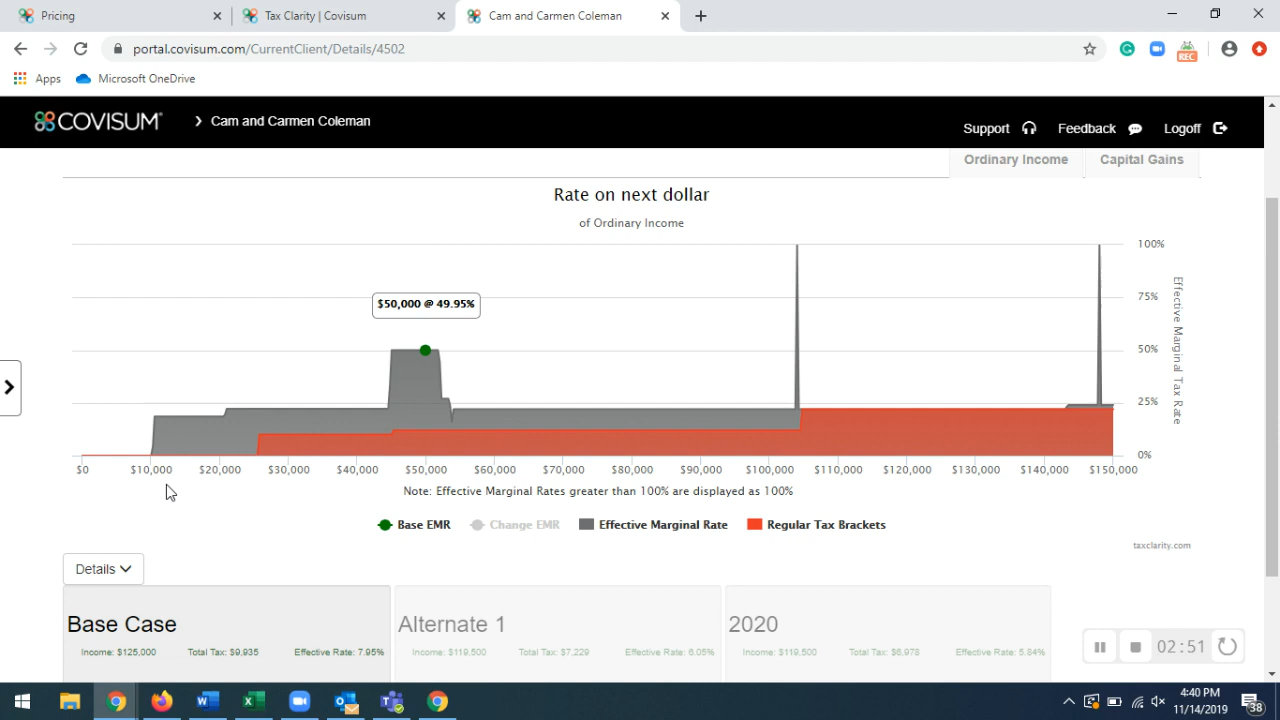 Pricing
Tax Clarity | Covisum
Cam and Carmen Coleman
portal.covisum.com/CurrentClient/Details/4502
REC
Apps
Microsoft OneDrive
COVISUM
Cam and Carmen Coleman
Support
Feedback
Logoff
Ordinary Income
Capital Gains
Rate on next dollar
of Ordinary Income
100%
75%
50%
25%
0%
Effective Marginal Tax Rate
$50,000 @ 49.95%
$0 $10,000 $20,000 $30,000 $40,000 $50,000 $60,000 $70,000 $80,000 $90,000 $100,000 $110,000 $120,000 $130,000 $140,000 $150,000
Note: Effective Marginal Rates greater than 100% are displayed as 100%
Base EMR Change EMR Effective Marginal Rate Regular Tax Brackets
taxclarity.com
Details
Base Case
Income: $125,000 Total Tax: $9,935 Effective Rate: 7.95%
Alternate 1
Income: $119,500 Total Tax: $7,229 Effective Rate: 6.05%
2020
Income: $119,500 Total Tax: $6,978 Effective Rate: 5.84%
02:51
4:40 PM
11/14/2019
38